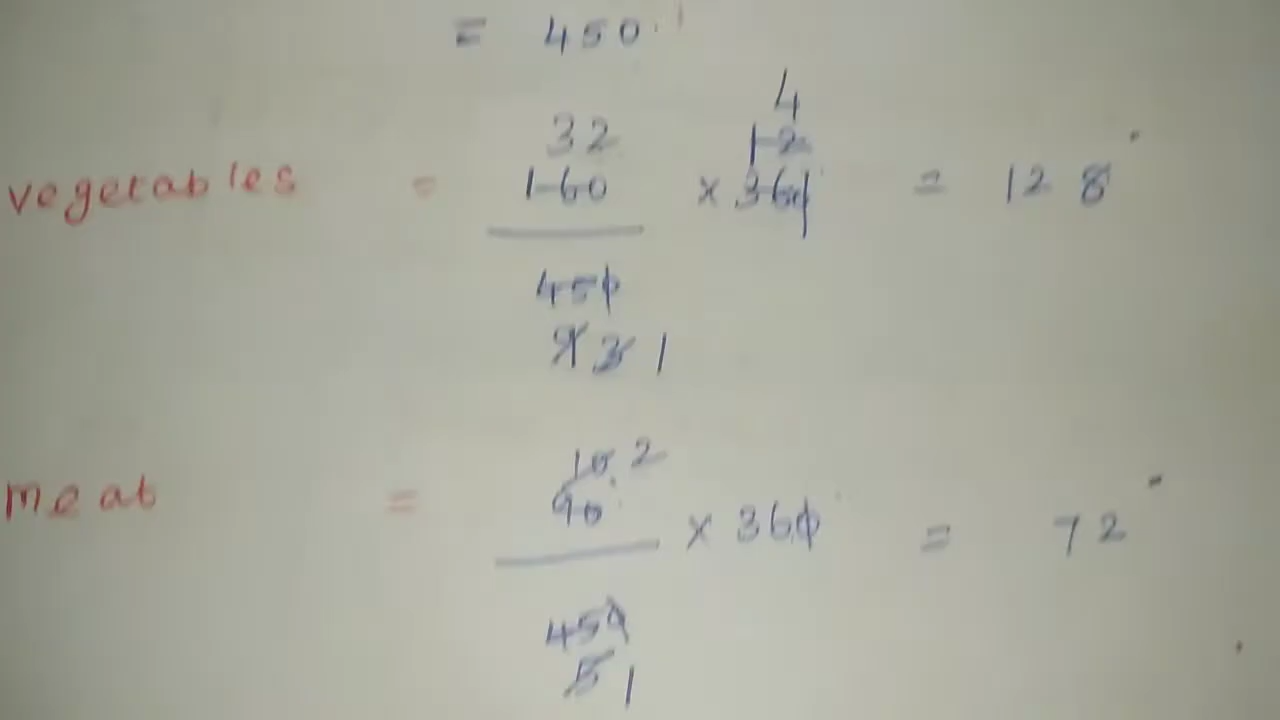 = 450
4
32 12
vegetables = 160 × 360° = 128°
450
9 3 1
10 2
meat = 90 × 360° = 72°
450
5 1